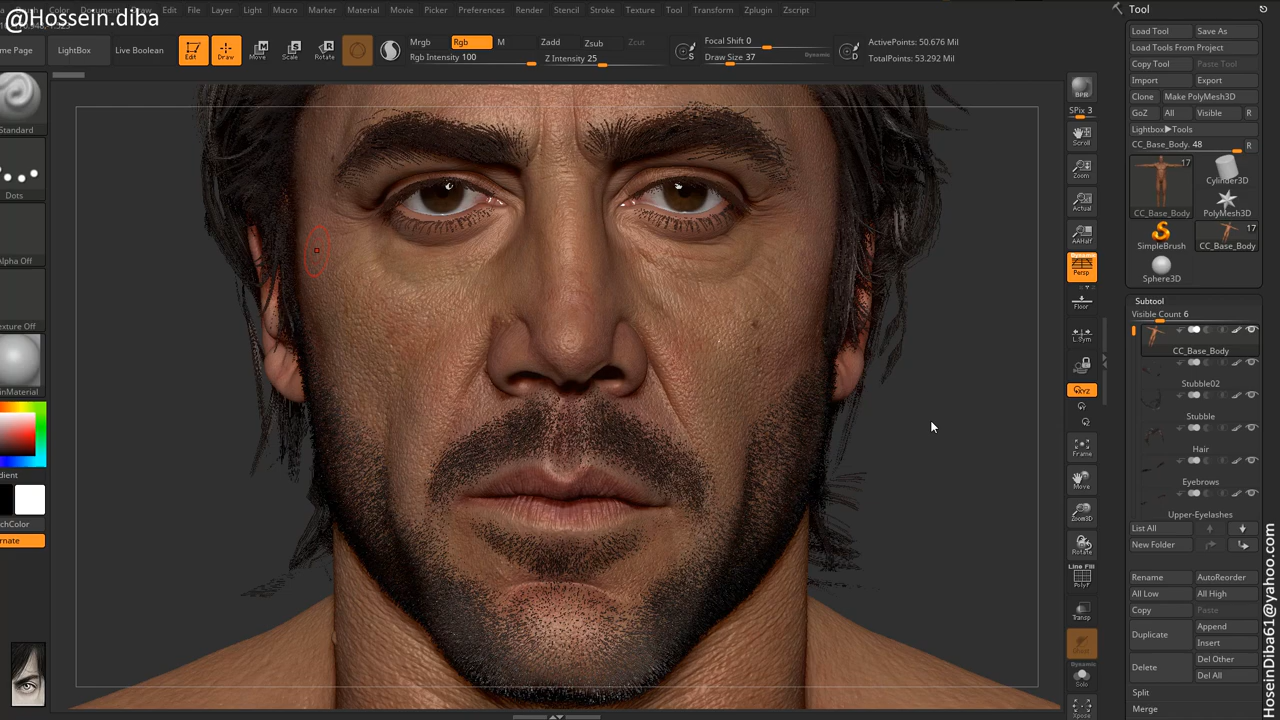 @Hossein.diba
Color Document Draw Edit File Layer Light Macro Marker Material Movie Picker Preferences Render Stencil Stroke Texture Tool Transform Zplugin Zscript
me Page LightBox Live Boolean Edit Draw Move Scale Rotate
Mrgb Rgb M Zadd Zsub Zcut
Rgb Intensity 100 Z Intensity 25
S Focal Shift 0
Draw Size 37 Dynamic
D ActivePoints: 50.676 Mil
TotalPoints: 53.292 Mil
Standard
Dots
Alpha Off
exture Off
inMaterial
dient
chColor
rnate
BPR
SPix 3
Scroll
Zoom
Actual
AAHalf
Dynamic
Persp
Floor
L.Sym
XYZ
Frame
Move
Zoom3D
Rotate
Line Fill
PolyF
Transp
Ghost
Dynamic
Solo
Xpose
Tool
Load Tool Save As
Load Tools From Project
Copy Tool Paste Tool
Import Export
Clone Make PolyMesh3D
GoZ All Visible R
Lightbox▶Tools
CC_Base_Body. 48 R
17
CC_Base_Body
Cylinder3D
PolyMesh3D
SimpleBrush
17
CC_Base_Body
Sphere3D
Subtool
Visible Count 6
CC_Base_Body
Stubble02
Stubble
Hair
Eyebrows
Upper-Eyelashes
List All
New Folder
Rename AutoReorder
All Low All High
Copy Paste
Duplicate Append
Insert
Delete Del Other
Del All
Split
Merge
HoseinDiba61@yahoo.com